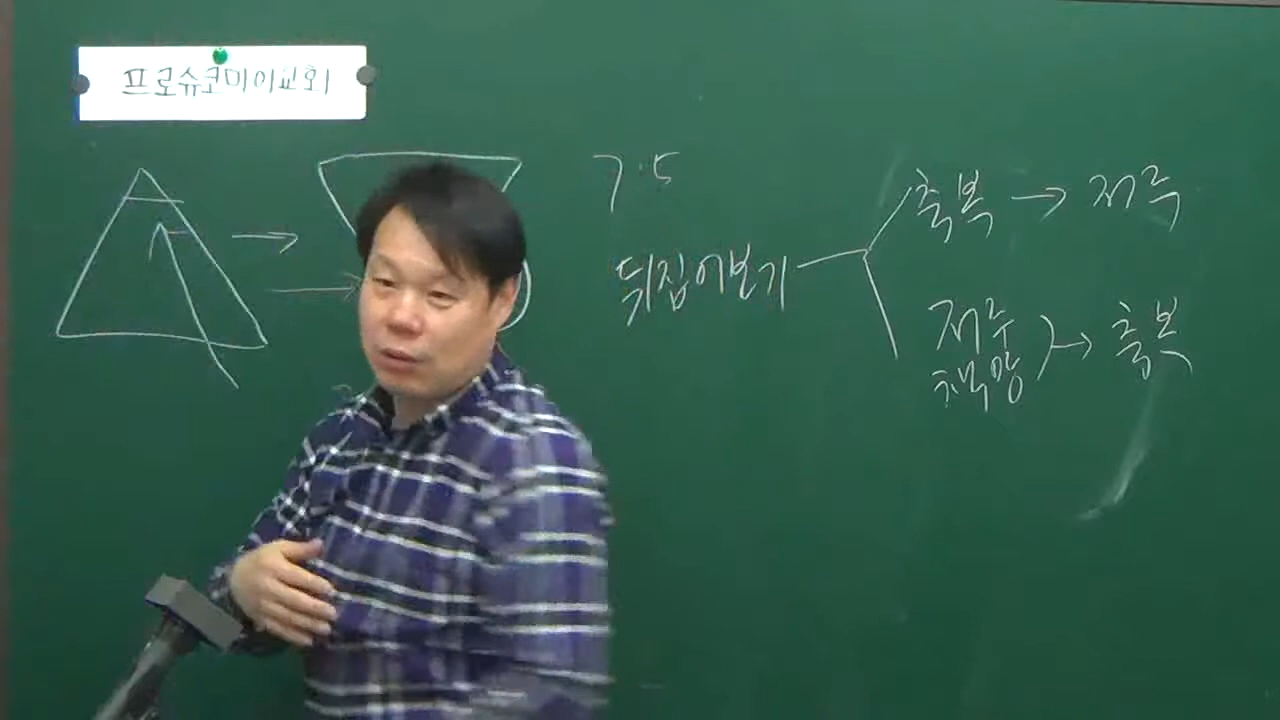 프로슈코미이교회
7.5
뒤집어보기
축복 → 저주
저주
책망 → 축복